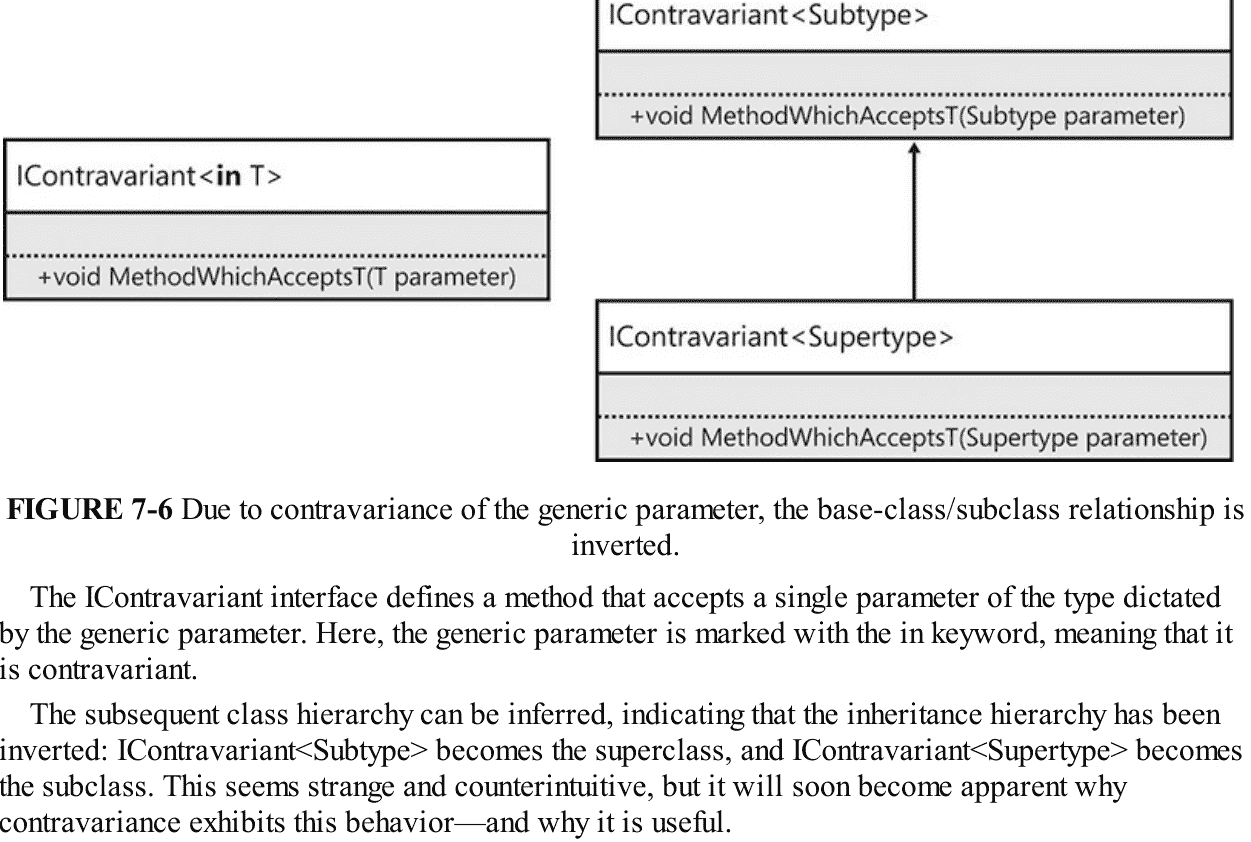 IContravariant<Subtype>
+void MethodWhichAcceptsT(Subtype parameter)
IContravariant<in T>
+void MethodWhichAcceptsT(T parameter)
IContravariant<Supertype>
+void MethodWhichAcceptsT(Supertype parameter)
FIGURE 7-6 Due to contravariance of the generic parameter, the base-class/subclass relationship is
inverted.
The IContravariant interface defines a method that accepts a single parameter of the type dictated
by the generic parameter. Here, the generic parameter is marked with the in keyword, meaning that it
is contravariant.
The subsequent class hierarchy can be inferred, indicating that the inheritance hierarchy has been
inverted: IContravariant<Subtype> becomes the superclass, and IContravariant<Supertype> becomes
the subclass. This seems strange and counterintuitive, but it will soon become apparent why
contravariance exhibits this behavior—and why it is useful.